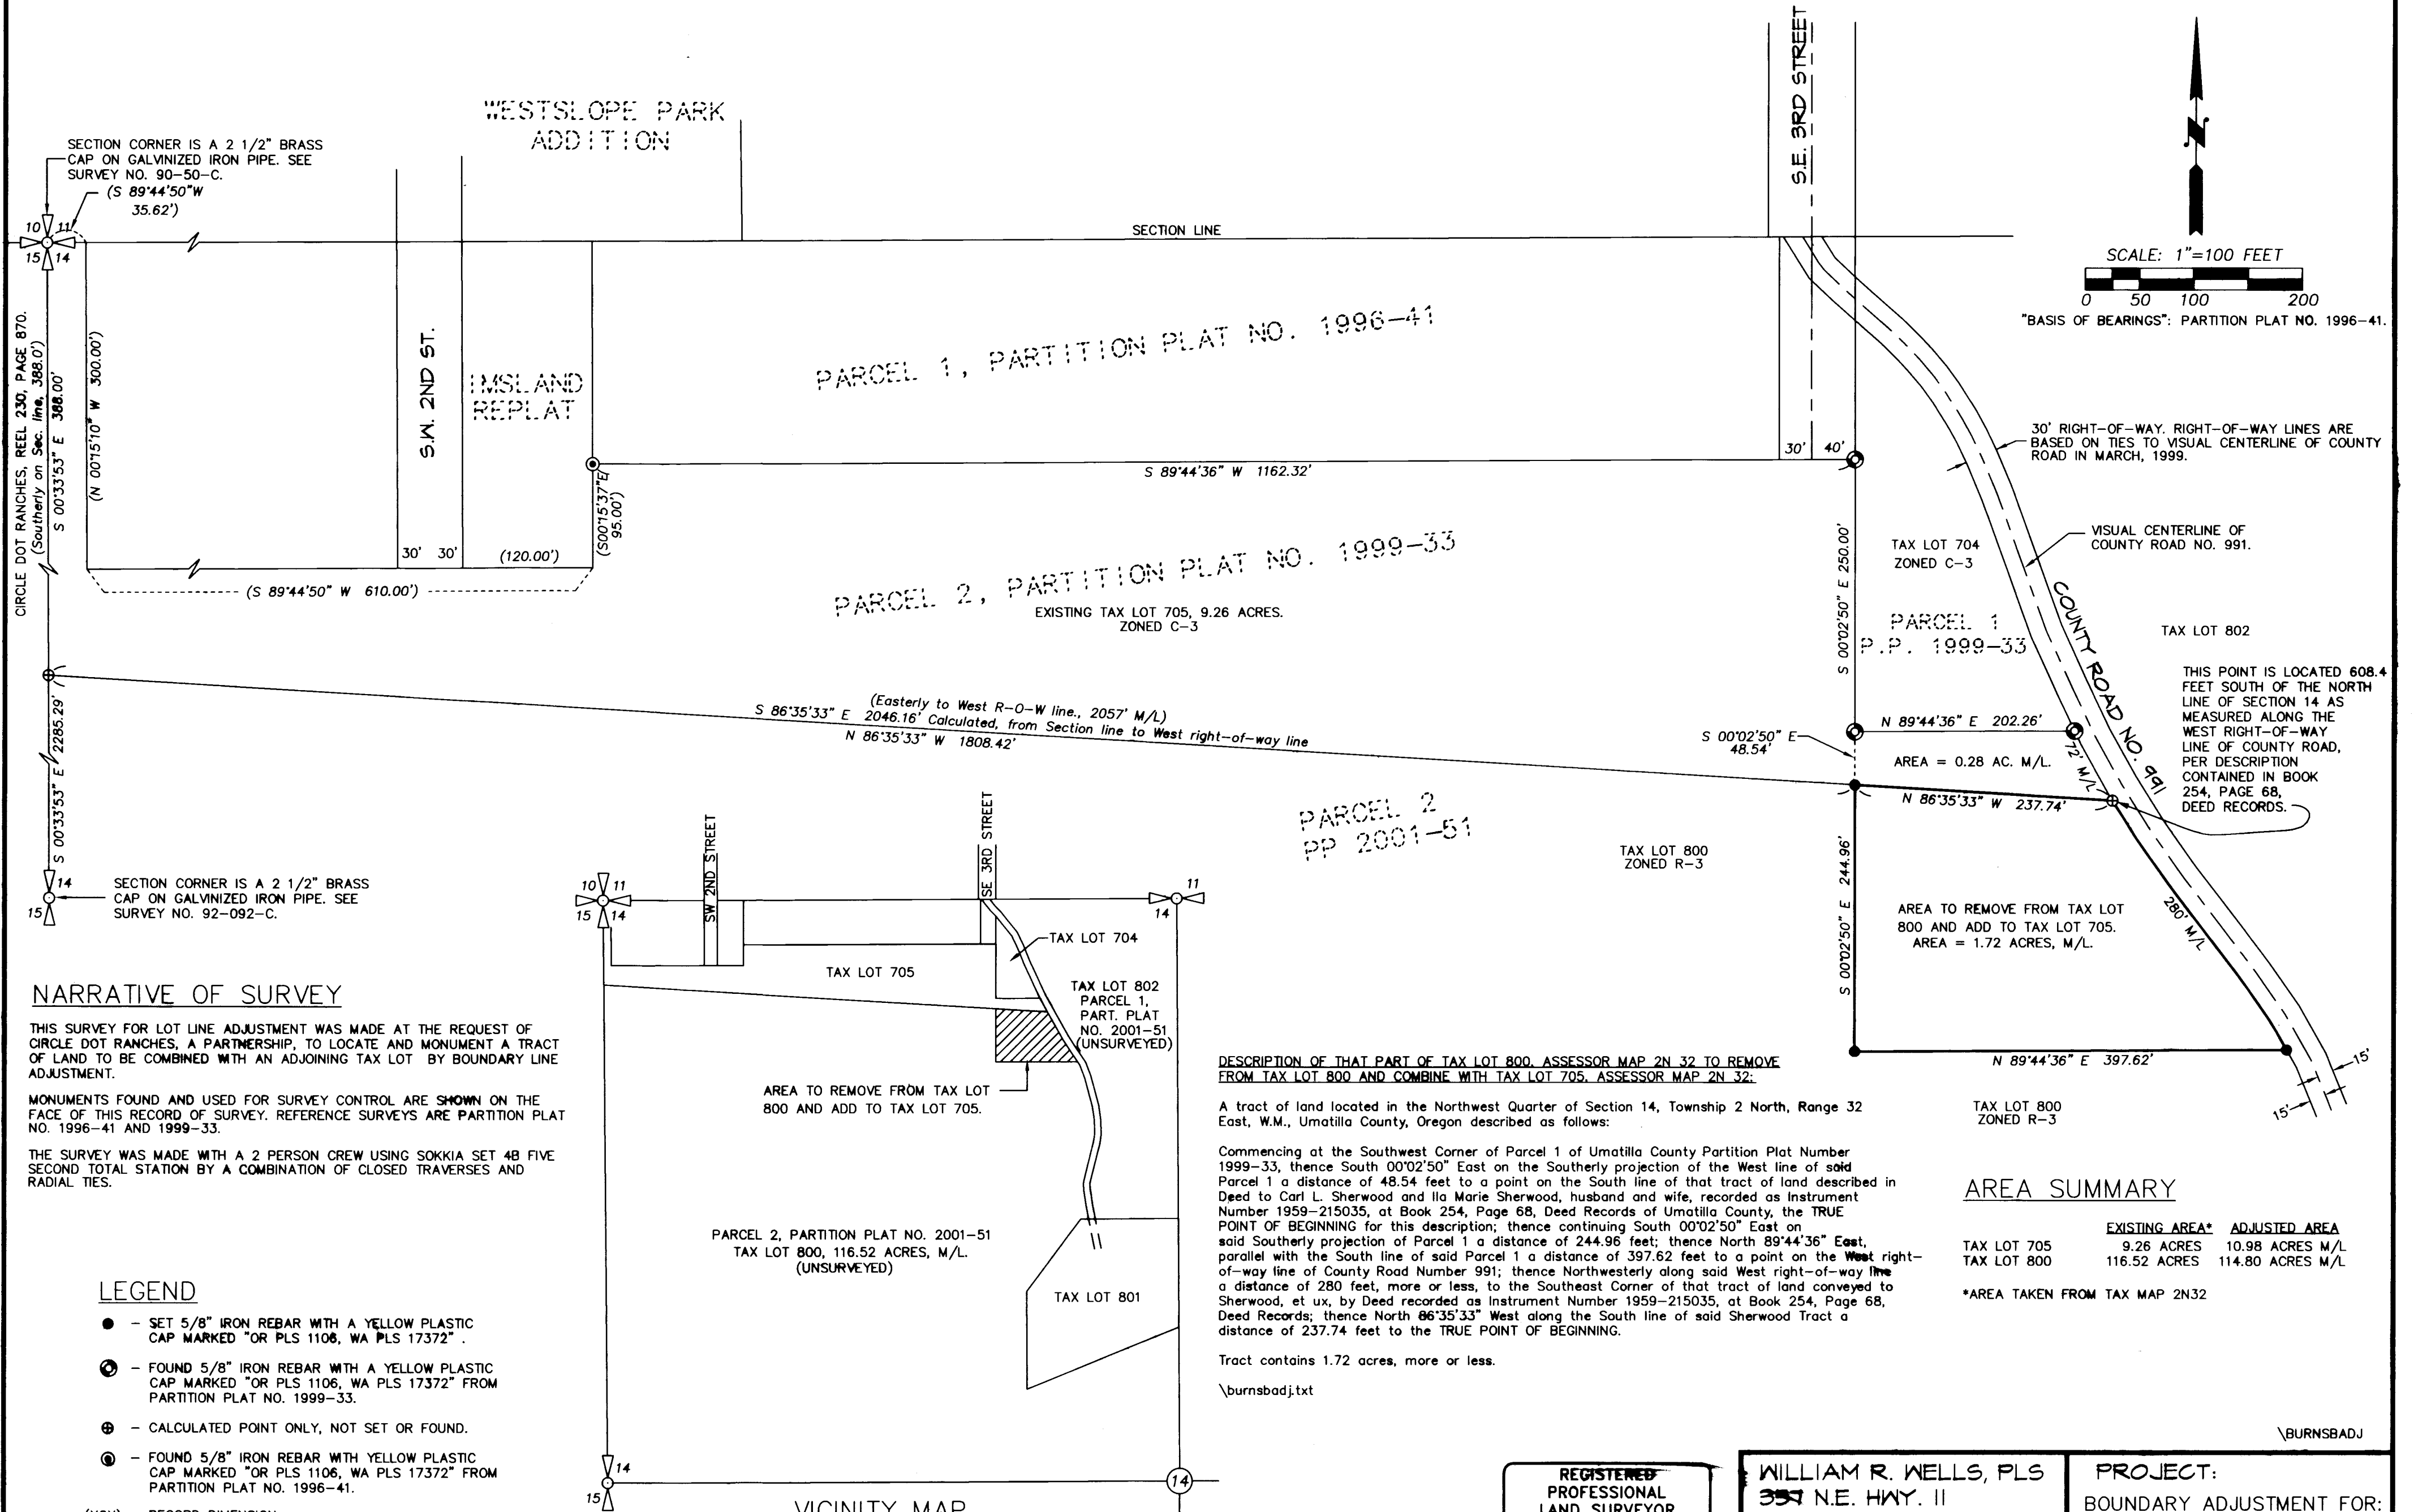 WESTSLOPE PARK
ADDITION
S.E. 3RD STREET
SECTION CORNER IS A 2 1/2" BRASS
CAP ON GALVINIZED IRON PIPE. SEE
SURVEY NO. 90-50-C.
(S 89°44'50"W
35.62')
10 11
15 14
SECTION LINE
N
SCALE: 1"=100 FEET
0 50 100 200
"BASIS OF BEARINGS": PARTITION PLAT NO. 1996-41.
CIRCLE DOT RANCHES, REEL 230, PAGE 870.
(Southerly on Sec. line, 388.0')
S 00°33'53" E 388.00'
(N 00°15'10" W 300.00')
S.W. 2ND ST.
IMSLAND
REPLAT
PARCEL 1, PARTITION PLAT NO. 1996-41
30' 40'
S 89°44'36" W 1162.32'
30' RIGHT-OF-WAY. RIGHT-OF-WAY LINES ARE
BASED ON TIES TO VISUAL CENTERLINE OF COUNTY
ROAD IN MARCH, 1999.
(S00°15'37"E
95.00')
30' 30'
(120.00')
(S 89°44'50" W 610.00')
PARCEL 2, PARTITION PLAT NO. 1999-33
EXISTING TAX LOT 705, 9.26 ACRES.
ZONED C-3
S 00°02'50" E 250.00'
TAX LOT 704
ZONED C-3
VISUAL CENTERLINE OF
COUNTY ROAD NO. 991.
PARCEL 1
P.P. 1999-33
COUNTY ROAD NO. 991
TAX LOT 802
THIS POINT IS LOCATED 608.4
FEET SOUTH OF THE NORTH
LINE OF SECTION 14 AS
MEASURED ALONG THE
WEST RIGHT-OF-WAY
LINE OF COUNTY ROAD,
PER DESCRIPTION
CONTAINED IN BOOK
254, PAGE 68,
DEED RECORDS.
(Easterly to West R-O-W line., 2057' M/L)
S 86°35'33" E 2046.16' Calculated, from Section line to West right-of-way line
N 86°35'33" W 1808.42'
S 00°02'50" E
48.54'
N 89°44'36" E 202.26'
72' M/L
AREA = 0.28 AC. M/L.
N 86°35'33" W 237.74'
S 00°33'53" E 2285.29'
PARCEL 2
PP 2001-51
TAX LOT 800
ZONED R-3
S 00°02'50" E 244.96'
AREA TO REMOVE FROM TAX LOT
800 AND ADD TO TAX LOT 705.
AREA = 1.72 ACRES, M/L.
280' M/L
N 89°44'36" E 397.62'
15'
15'
TAX LOT 800
ZONED R-3
14
15
SECTION CORNER IS A 2 1/2" BRASS
CAP ON GALVINIZED IRON PIPE. SEE
SURVEY NO. 92-092-C.
NARRATIVE OF SURVEY
THIS SURVEY FOR LOT LINE ADJUSTMENT WAS MADE AT THE REQUEST OF
CIRCLE DOT RANCHES, A PARTNERSHIP, TO LOCATE AND MONUMENT A TRACT
OF LAND TO BE COMBINED WITH AN ADJOINING TAX LOT BY BOUNDARY LINE
ADJUSTMENT.
MONUMENTS FOUND AND USED FOR SURVEY CONTROL ARE SHOWN ON THE
FACE OF THIS RECORD OF SURVEY. REFERENCE SURVEYS ARE PARTITION PLAT
NO. 1996-41 AND 1999-33.
THE SURVEY WAS MADE WITH A 2 PERSON CREW USING SOKKIA SET 4B FIVE
SECOND TOTAL STATION BY A COMBINATION OF CLOSED TRAVERSES AND
RADIAL TIES.
LEGEND
- SET 5/8" IRON REBAR WITH A YELLOW PLASTIC
CAP MARKED "OR PLS 1106, WA PLS 17372" .
- FOUND 5/8" IRON REBAR WITH A YELLOW PLASTIC
CAP MARKED "OR PLS 1106, WA PLS 17372" FROM
PARTITION PLAT NO. 1999-33.
- CALCULATED POINT ONLY, NOT SET OR FOUND.
- FOUND 5/8" IRON REBAR WITH YELLOW PLASTIC
CAP MARKED "OR PLS 1106, WA PLS 17372" FROM
PARTITION PLAT NO. 1996-41.
SW 2ND STREET
SE 3RD STREET
10 11
15 14
11
14
TAX LOT 704
TAX LOT 705
TAX LOT 802
PARCEL 1,
PART. PLAT
NO. 2001-51
(UNSURVEYED)
AREA TO REMOVE FROM TAX LOT
800 AND ADD TO TAX LOT 705.
PARCEL 2, PARTITION PLAT NO. 2001-51
TAX LOT 800, 116.52 ACRES, M/L.
(UNSURVEYED)
TAX LOT 801
14
15
14
VICINITY MAP
DESCRIPTION OF THAT PART OF TAX LOT 800, ASSESSOR MAP 2N 32 TO REMOVE
FROM TAX LOT 800 AND COMBINE WITH TAX LOT 705, ASSESSOR MAP 2N 32:
A tract of land located in the Northwest Quarter of Section 14, Township 2 North, Range 32
East, W.M., Umatilla County, Oregon described as follows:
Commencing at the Southwest Corner of Parcel 1 of Umatilla County Partition Plat Number
1999-33, thence South 00°02'50" East on the Southerly projection of the West line of said
Parcel 1 a distance of 48.54 feet to a point on the South line of that tract of land described in
Deed to Carl L. Sherwood and Ila Marie Sherwood, husband and wife, recorded as Instrument
Number 1959-215035, at Book 254, Page 68, Deed Records of Umatilla County, the TRUE
POINT OF BEGINNING for this description; thence continuing South 00°02'50" East on
said Southerly projection of Parcel 1 a distance of 244.96 feet; thence North 89°44'36" East,
parallel with the South line of said Parcel 1 a distance of 397.62 feet to a point on the West right-
of-way line of County Road Number 991; thence Northwesterly along said West right-of-way line
a distance of 280 feet, more or less, to the Southeast Corner of that tract of land conveyed to
Sherwood, et ux, by Deed recorded as Instrument Number 1959-215035, at Book 254, Page 68,
Deed Records; thence North 86°35'33" West along the South line of said Sherwood Tract a
distance of 237.74 feet to the TRUE POINT OF BEGINNING.
Tract contains 1.72 acres, more or less.
\burnsbadj.txt
AREA SUMMARY
EXISTING AREA* ADJUSTED AREA
TAX LOT 705 9.26 ACRES 10.98 ACRES M/L
TAX LOT 800 116.52 ACRES 114.80 ACRES M/L
*AREA TAKEN FROM TAX MAP 2N32
\BURNSBADJ
REGISTERED
PROFESSIONAL
LAND SURVEYOR
WILLIAM R. WELLS, PLS
N.E. HWY. 11
PROJECT:
BOUNDARY ADJUSTMENT FOR: